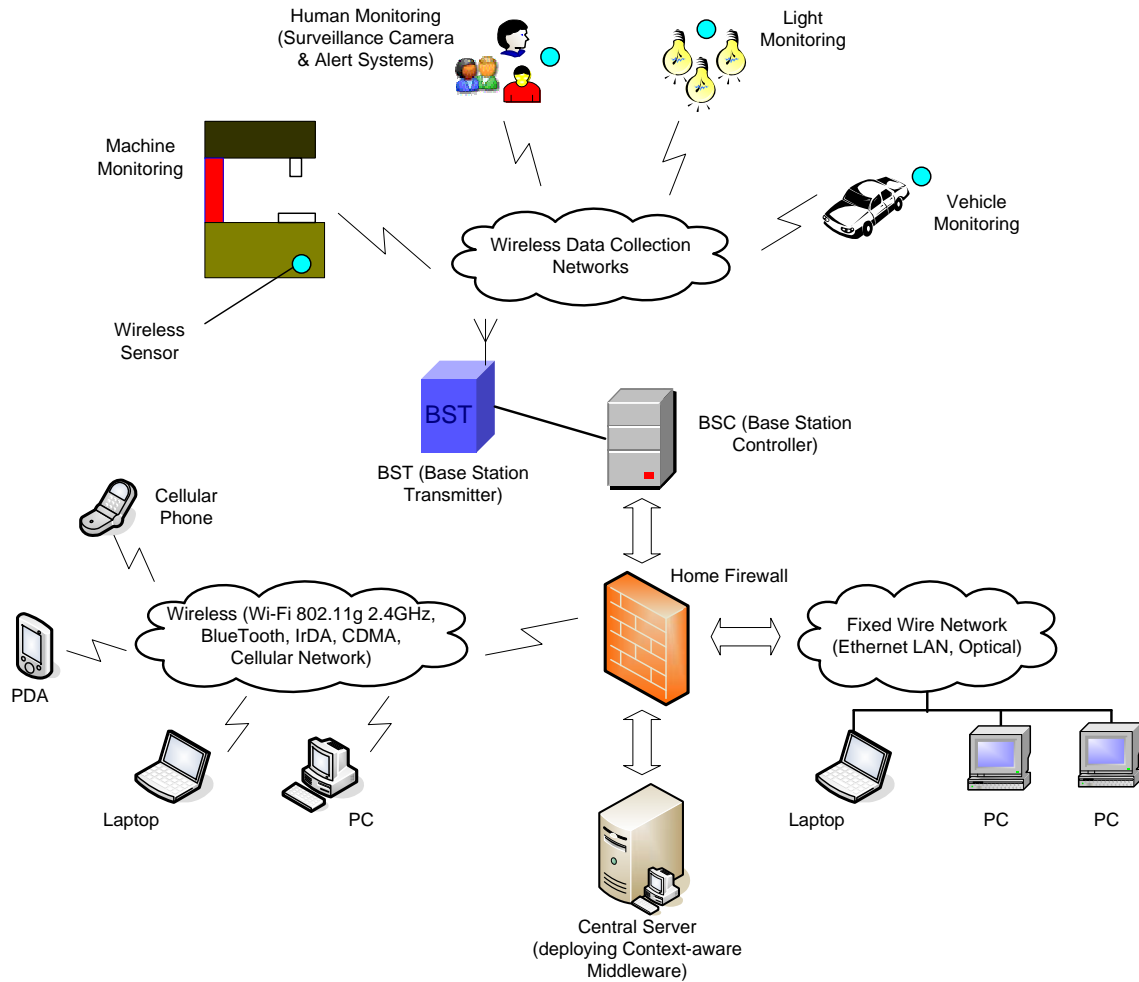 Human Monitoring
(Surveillance Camera
& Alert Systems)
Light
Monitoring
Machine
Monitoring
Vehicle
Monitoring
Wireless Data Collection
Networks
Wireless
Sensor
BST
BSC (Base Station
Controller)
BST (Base Station
Transmitter)
Cellular
Phone
Home Firewall
Wireless (Wi-Fi 802.11g 2.4GHz,
BlueTooth, IrDA, CDMA,
Cellular Network)
Fixed Wire Network
(Ethernet LAN, Optical)
PDA
Laptop
PC
Laptop
PC
PC
Central Server
(deploying Context-aware
Middleware)